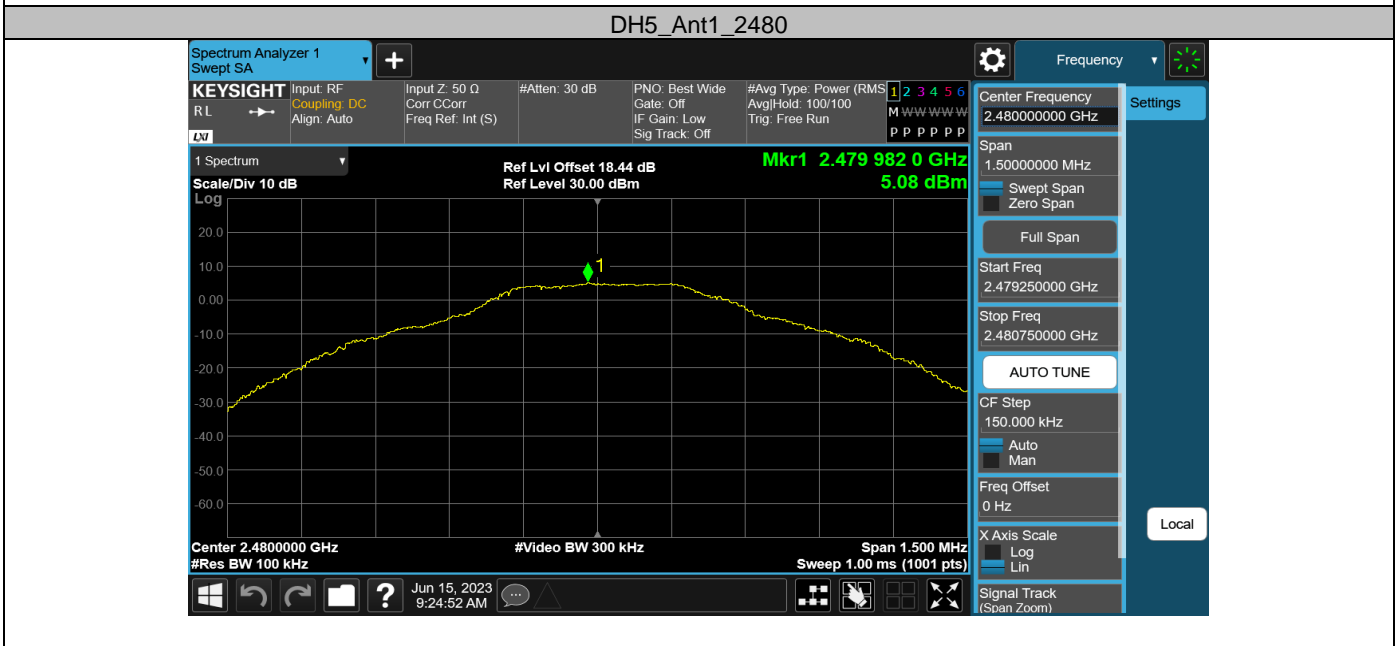 DH5_Ant1_2480
Spectrum Analyzer 1
Swept SA
Frequency
KEYSIGHT
RL
LXI
Input: RF
Coupling: DC
Align: Auto
Input Z: 50 Ω
Corr CCorr
Freq Ref: Int (S)
#Atten: 30 dB
PNO: Best Wide
Gate: Off
IF Gain: Low
Sig Track: Off
#Avg Type: Power (RMS
Avg|Hold: 100/100
Trig: Free Run
1 2 3 4 5 6
M W W W W W
P P P P P P
Center Frequency
2.480000000 GHz
Settings
Span
1.50000000 MHz
Swept Span
Zero Span
Full Span
Start Freq
2.479250000 GHz
Stop Freq
2.480750000 GHz
AUTO TUNE
CF Step
150.000 kHz
Auto
Man
Freq Offset
0 Hz
X Axis Scale
Log
Lin
Signal Track
(Span Zoom)
Local
1 Spectrum
Scale/Div 10 dB
Log
Ref Lvl Offset 18.44 dB
Ref Level 30.00 dBm
Mkr1 2.479 982 0 GHz
5.08 dBm
20.0
10.0
1
0.00
-10.0
-20.0
-30.0
-40.0
-50.0
-60.0
Center 2.4800000 GHz
#Res BW 100 kHz
#Video BW 300 kHz
Span 1.500 MHz
Sweep 1.00 ms (1001 pts)
?
Jun 15, 2023
9:24:52 AM